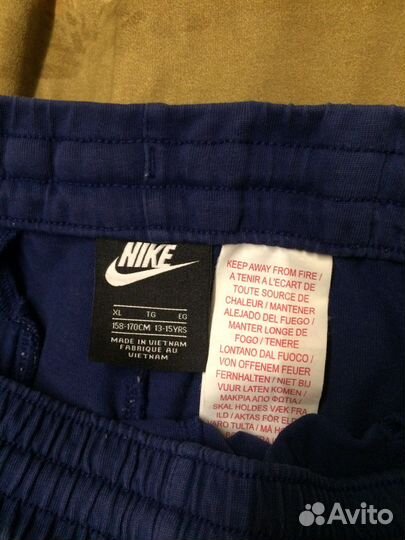 NIKE
XL TG EG
158-170CM 13-15YRS
MADE IN VIETNAM
FABRIQUE AU
VIETNAM
KEEP AWAY FROM FIRE /
A TENIR A L'ECART DE
TOUTE SOURCE DE
CHALEUR / MANTENER
ALEJADO DEL FUEGO /
MANTER LONGE DE
FOGO / TENERE
LONTANO DAL FUOCO /
VON OFFENEM FEUER
FERNHALTEN / NIET BIJ
VUUR LATEN KOMEN /
ΜΑΚΡΙΑ ΑΠΟ ΦΩΤΙΑ /
SKAL HOLDES VÆK FRA
ILD / AKTAS FÖR
VARO TULTA / MÅ
Avito